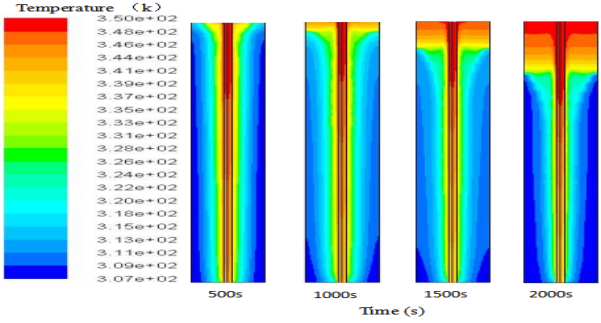 Temperature (k)
3.50e+02
3.48e+02
3.46e+02
3.44e+02
3.41e+02
3.39e+02
3.37e+02
3.35e+02
3.33e+02
3.31e+02
3.28e+02
3.26e+02
3.24e+02
3.22e+02
3.20e+02
3.18e+02
3.15e+02
3.13e+02
3.11e+02
3.09e+02
3.07e+02
500s 1000s 1500s 2000s
Time (s)